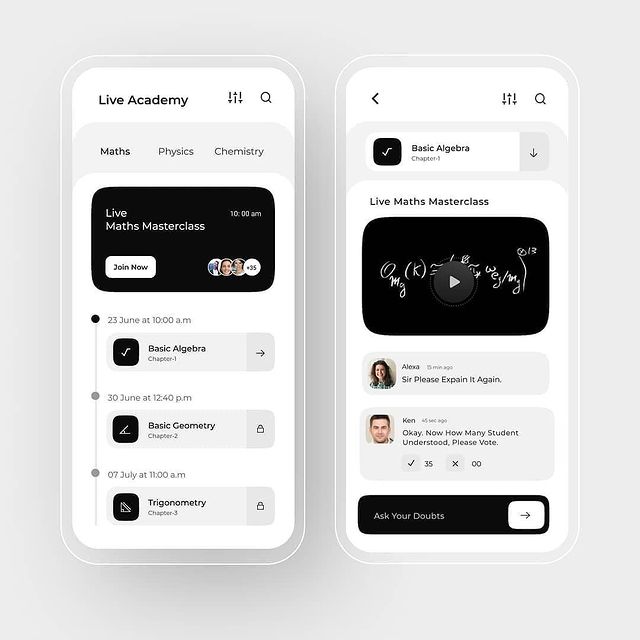 Live Academy
Maths
Physics
Chemistry
Live
Maths Masterclass
10: 00 am
Join Now
+35
23 June at 10:00 a.m
Basic Algebra
Chapter-1
30 June at 12:40 p.m
Basic Geometry
Chapter-2
07 July at 11:00 a.m
Trigonometry
Chapter-3
Basic Algebra
Chapter-1
Live Maths Masterclass
Alexa 15 min ago
Sir Please Expain It Again.
Ken 45 sec ago
Okay. Now How Many Student
Understood, Please Vote.
35
00
Ask Your Doubts